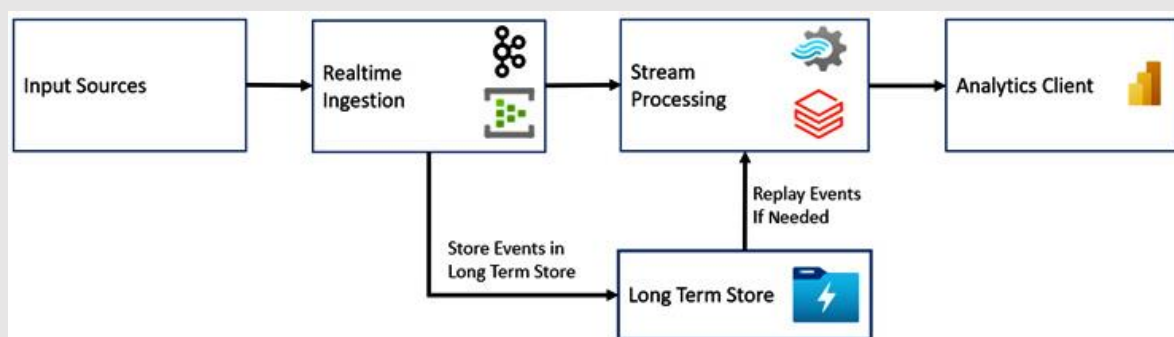 Input Sources
Realtime
Ingestion
Stream
Processing
Analytics Client
Replay Events
If Needed
Store Events in
Long Term Store
Long Term Store